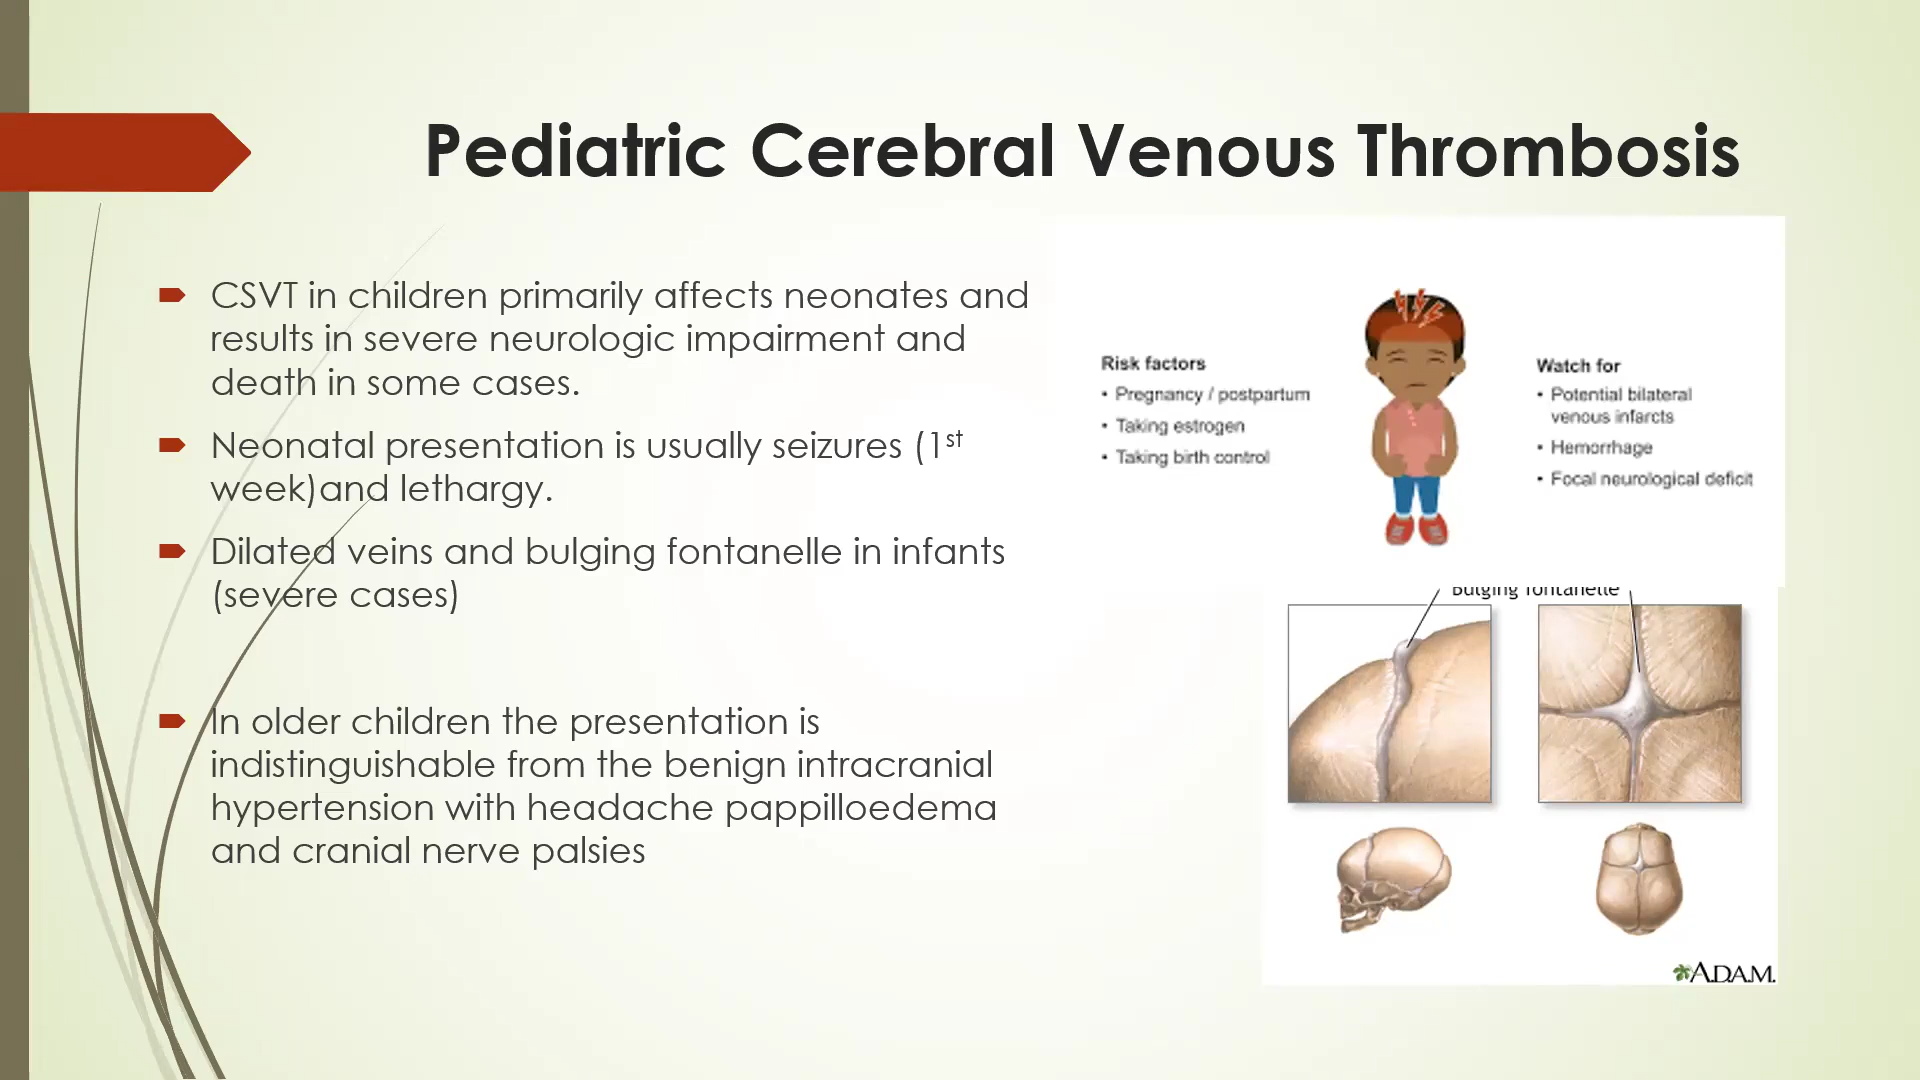 Pediatric Cerebral Venous Thrombosis
CSVT in children primarily affects neonates and
results in severe neurologic impairment and
death in some cases.
Neonatal presentation is usually seizures (1st
week)and lethargy.
Dilated veins and bulging fontanelle in infants
(severe cases)
In older children the presentation is
indistinguishable from the benign intracranial
hypertension with headache pappilloedema
and cranial nerve palsies
Risk factors
• Pregnancy / postpartum
• Taking estrogen
• Taking birth control
Watch for
• Potential bilateral
venous infarcts
• Hemorrhage
• Focal neurological deficit
Bulging fontanelle
A.D.A.M.